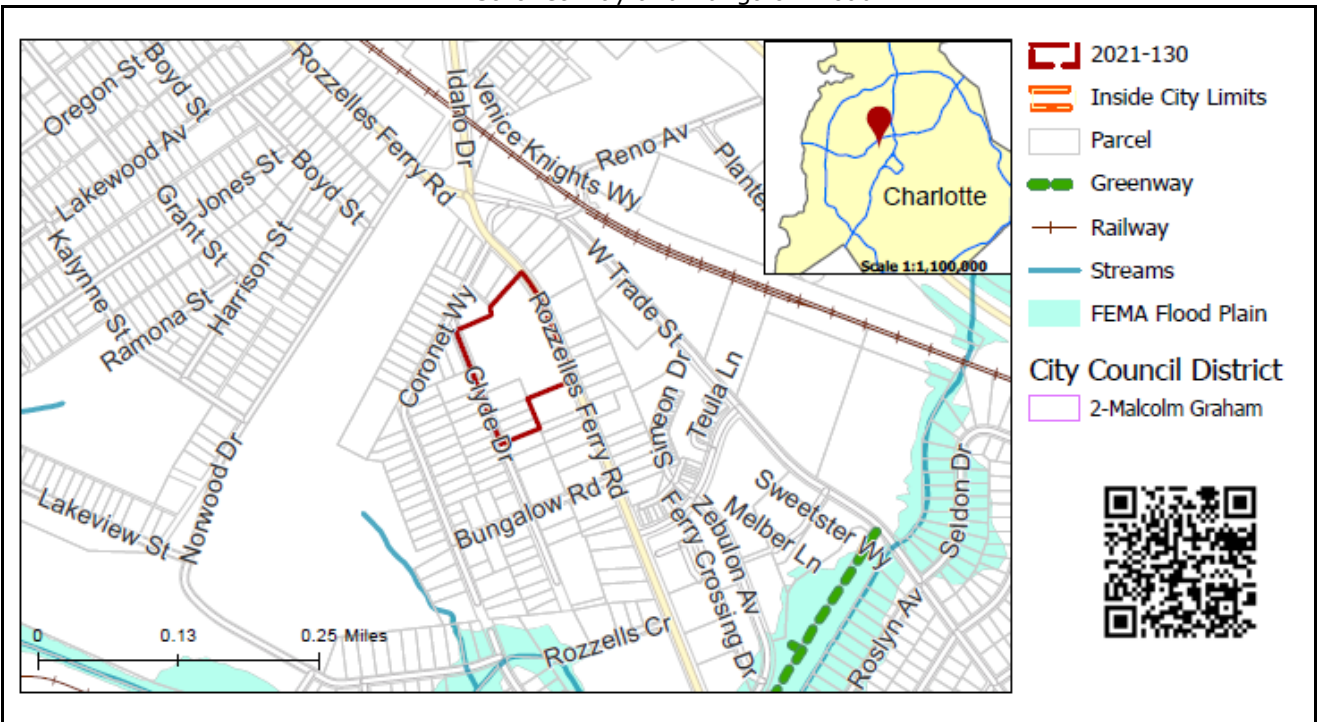 Oregon St
Boyd St
Lakewood Av
Jones St
Boyd St
Grant St
Harrison St
Kalynne St
Ramona St
Rozzelles Ferry Rd
Idaho Dr
Venice Knights Wy
Reno Av
W Trade St
Coronet Wy
Clyde Dr
Rozzelles Ferry Rd
Simeon Dr
Teula Ln
Bungalow Rd
Norwood Dr
Lakeview St
Sweetster Wy
Melber Ln
Zebulon Av
Ferry Crossing Dr
Seldon Dr
Roslyn Av
Rozzells Cr
0 0.13 0.25 Miles
Charlotte
Scale 1:1,100,000
2021-130
Inside City Limits
Parcel
Greenway
Railway
Streams
FEMA Flood Plain
City Council District
2-Malcolm Graham